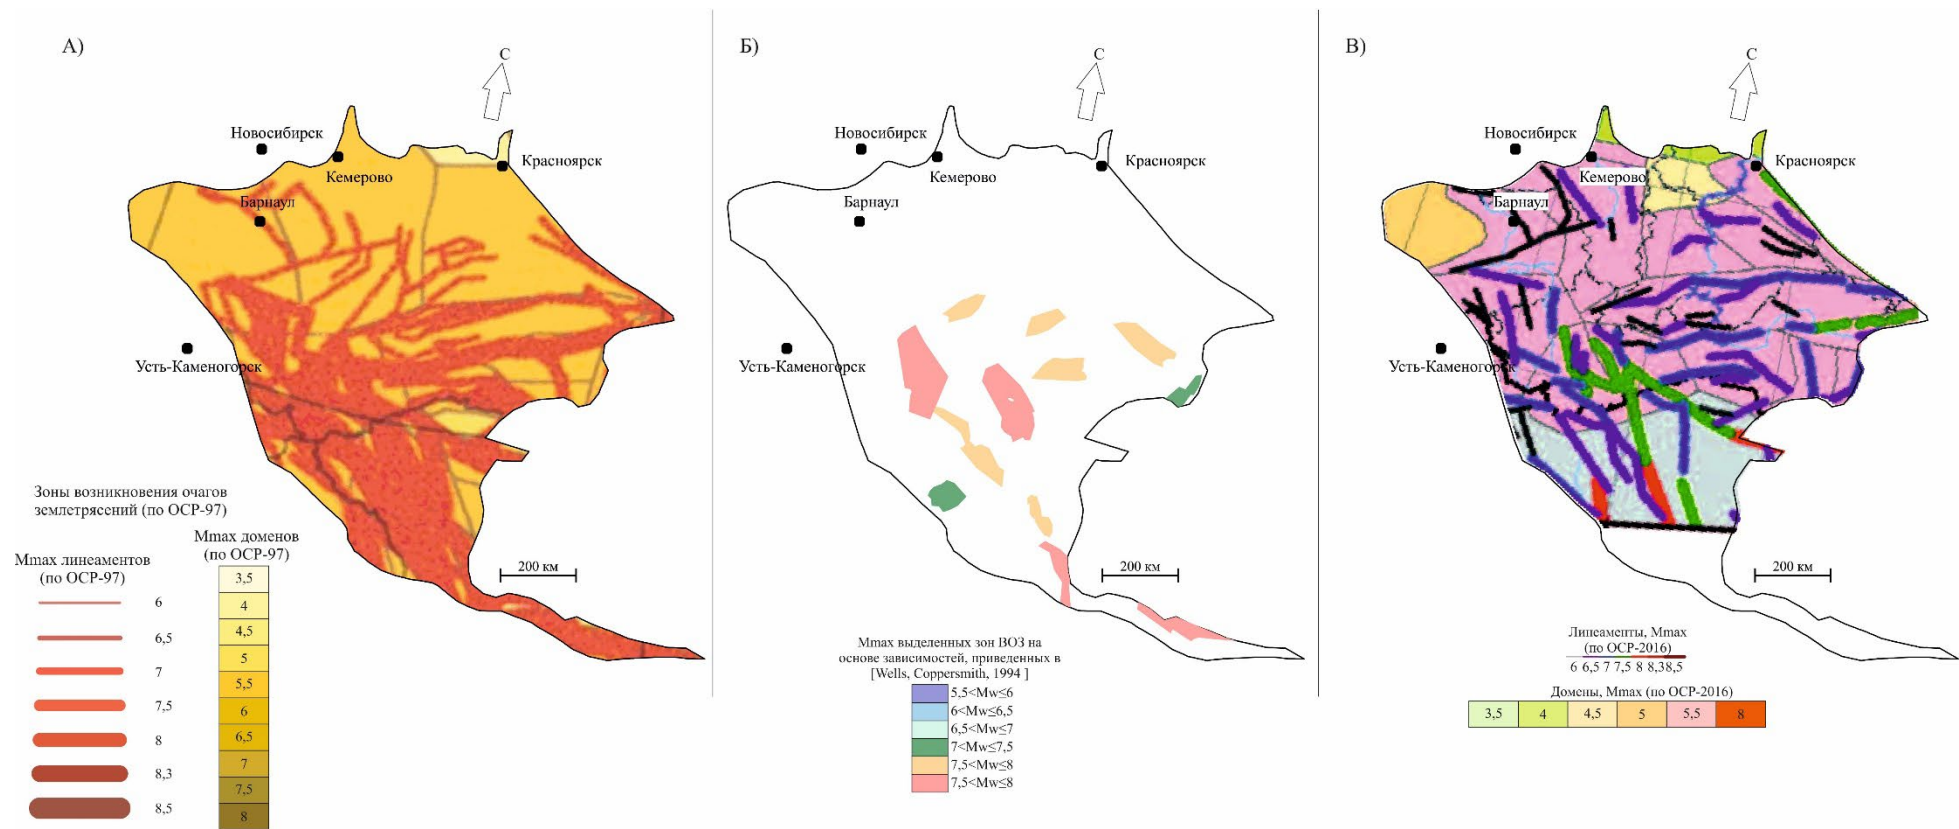 А)
С
Новосибирск
Красноярск
Кемерово
Барнаул
Усть-Каменогорск
200 км
Зоны возникновения очагов
землетрясений (по ОСР-97)
Mmax линеаментов
(по ОСР-97)
6
6,5
7
7,5
8
8,3
8,5
Mmax доменов
(по ОСР-97)
3,5
4
4,5
5
5,5
6
6,5
7
7,5
8
Б)
С
Новосибирск
Красноярск
Кемерово
Барнаул
Усть-Каменогорск
200 км
Mmax выделенных зон ВОЗ на
основе зависимостей, приведенных в
[Wells, Coppersmith, 1994 ]
5,5<Mw≤6
6<Mw≤6,5
6,5<Mw≤7
7<Mw≤7,5
7,5<Mw≤8
7,5<Mw≤8
В)
С
Новосибирск
Красноярск
Кемерово
Барнаул
Усть-Каменогорск
200 км
Линеаменты, Mmax
(по ОСР-2016)
6 6,5 7 7,5 8 8,3 8,5
Домены, Mmax (по ОСР-2016)
3,5 4 4,5 5 5,5 8